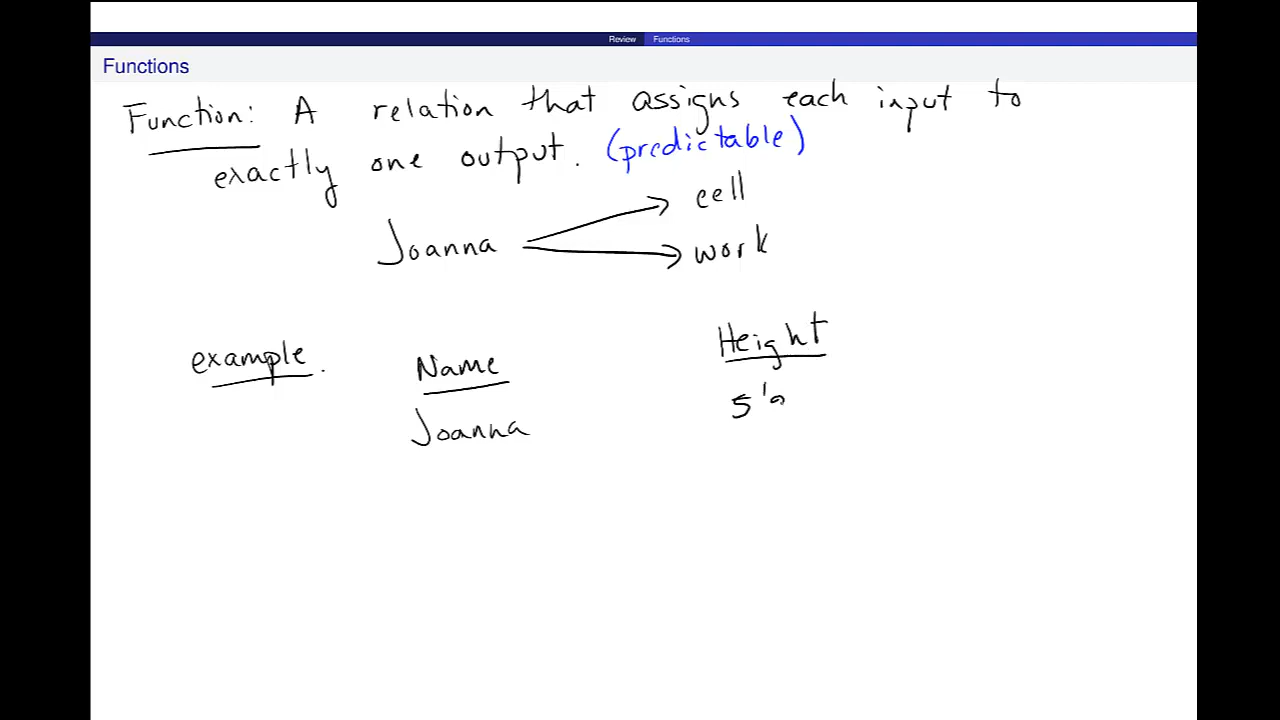 Review Functions
Functions
Function: A relation that assigns each input to
exactly one output. (predictable)
Joanna
cell
work
example.
Name
Height
Joanna
5'